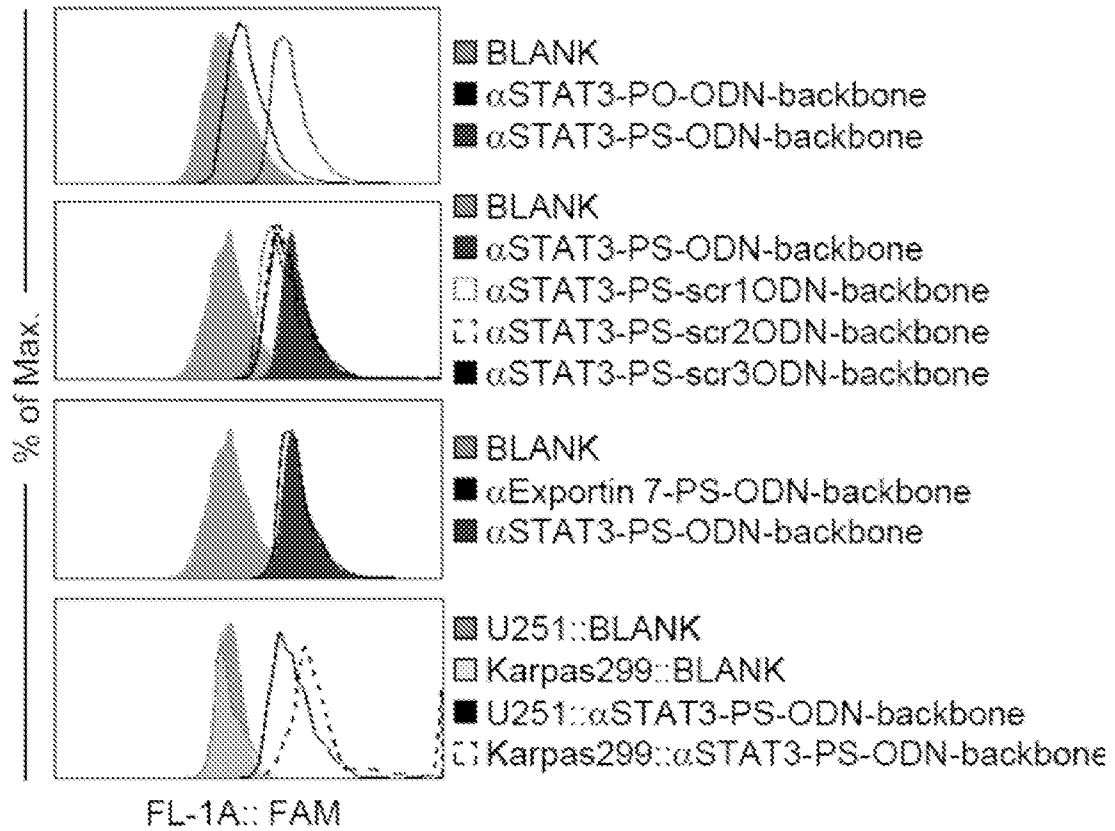 % of Max.
BLANK
αSTAT3-PO-ODN-backbone
αSTAT3-PS-ODN-backbone
BLANK
αSTAT3-PS-ODN-backbone
αSTAT3-PS-scr1ODN-backbone
αSTAT3-PS-scr2ODN-backbone
αSTAT3-PS-scr3ODN-backbone
BLANK
αExportin 7-PS-ODN-backbone
αSTAT3-PS-ODN-backbone
U251::BLANK
Karpas299::BLANK
U251::αSTAT3-PS-ODN-backbone
Karpas299::αSTAT3-PS-ODN-backbone
FL-1A:: FAM